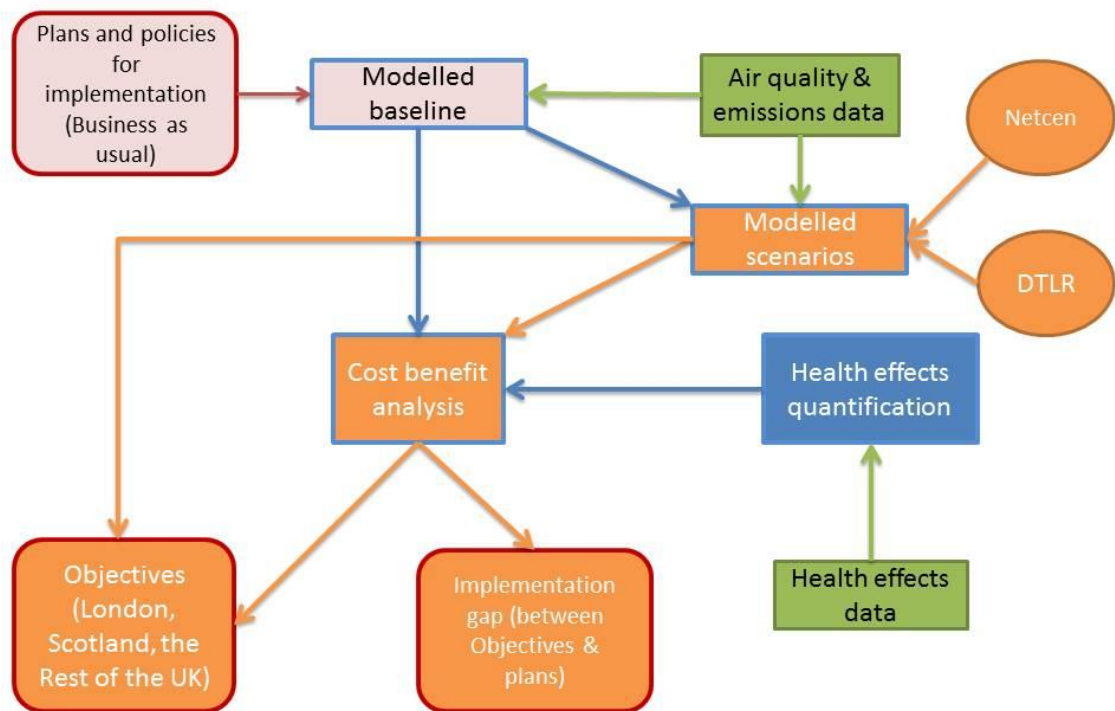 Plans and policies
for
implementation
(Business as
usual)
Modelled
baseline
Air quality &
emissions data
Netcen
Modelled
scenarios
DTLR
Cost benefit
analysis
Health effects
quantification
Objectives
(London,
Scotland, the
Rest of the UK)
Implementation
gap (between
Objectives &
plans)
Health effects
data